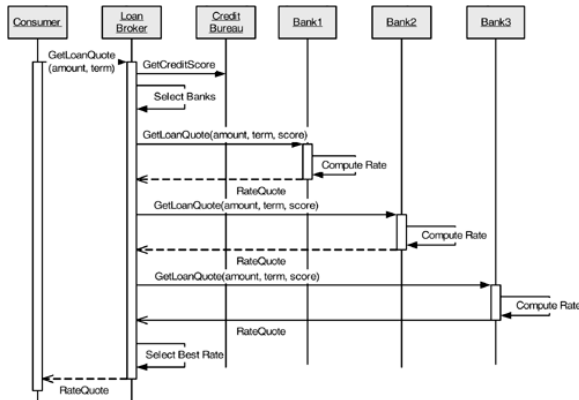 Consumer
Loan
Broker
Credit
Bureau
Bank1
Bank2
Bank3
GetLoanQuote
(amount, term)
GetCreditScore
Select Banks
GetLoanQuote(amount, term, score)
Compute Rate
RateQuote
GetLoanQuote(amount, term, score)
Compute Rate
RateQuote
GetLoanQuote(amount, term, score)
Compute Rate
RateQuote
Select Best Rate
RateQuote